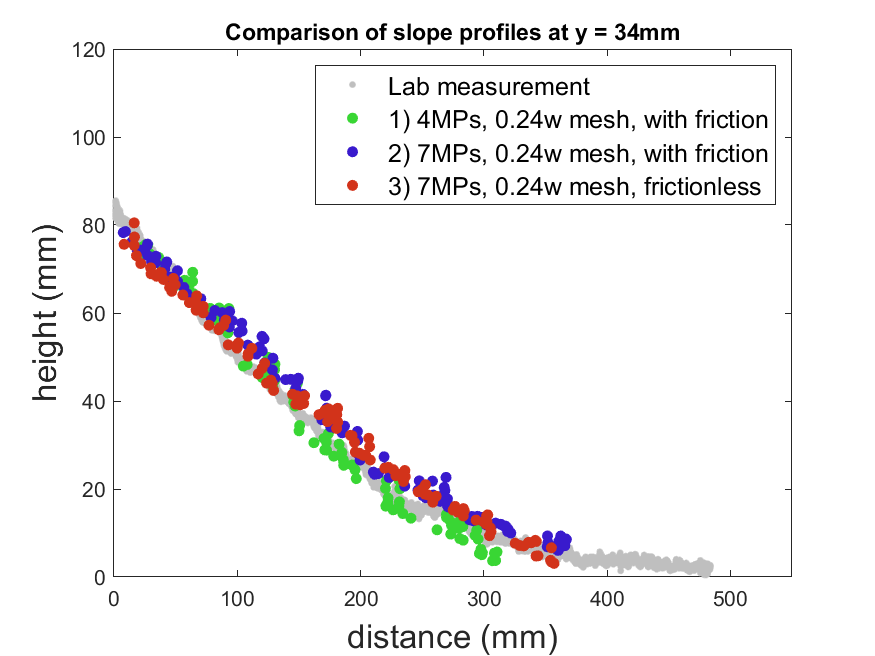 Comparison of slope profiles at y = 34mm
120
100
80
60
40
20
0
height (mm)
Lab measurement
1) 4MPs, 0.24w mesh, with friction
2) 7MPs, 0.24w mesh, with friction
3) 7MPs, 0.24w mesh, frictionless
0 100 200 300 400 500
distance (mm)